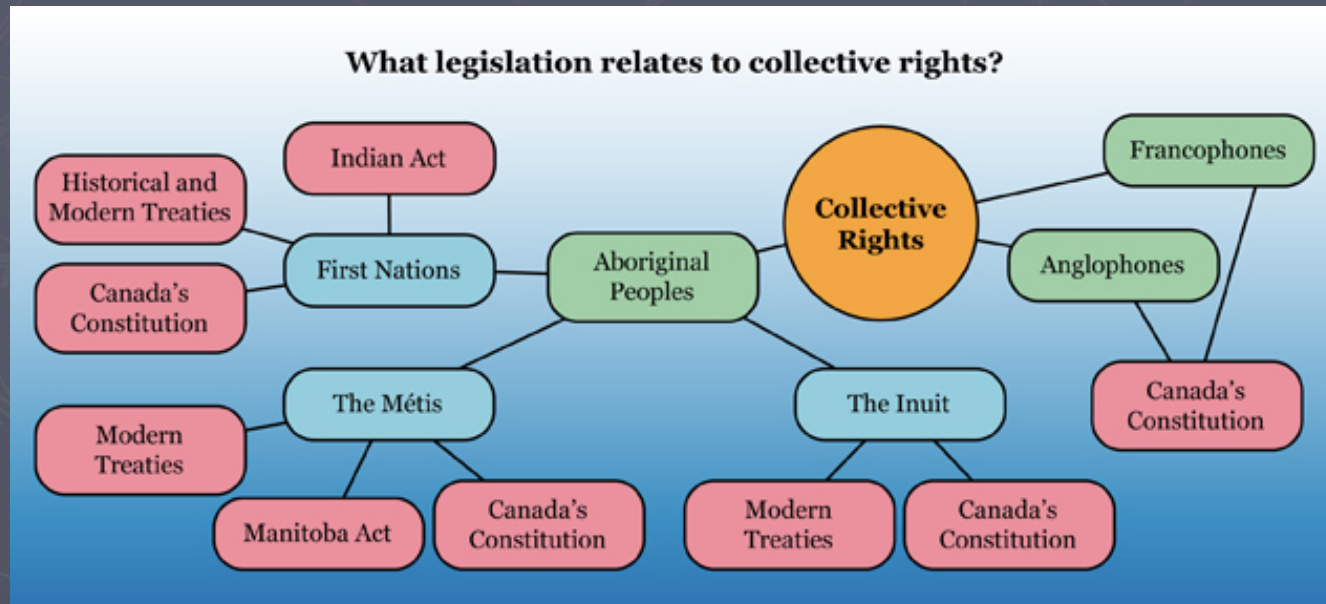 What legislation relates to collective rights?
Indian Act
Historical and
Modern Treaties
First Nations
Canada's
Constitution
Aboriginal
Peoples
Collective
Rights
Francophones
Anglophones
Canada's
Constitution
The Métis
Modern
Treaties
Manitoba Act
Canada's
Constitution
The Inuit
Modern
Treaties
Canada's
Constitution